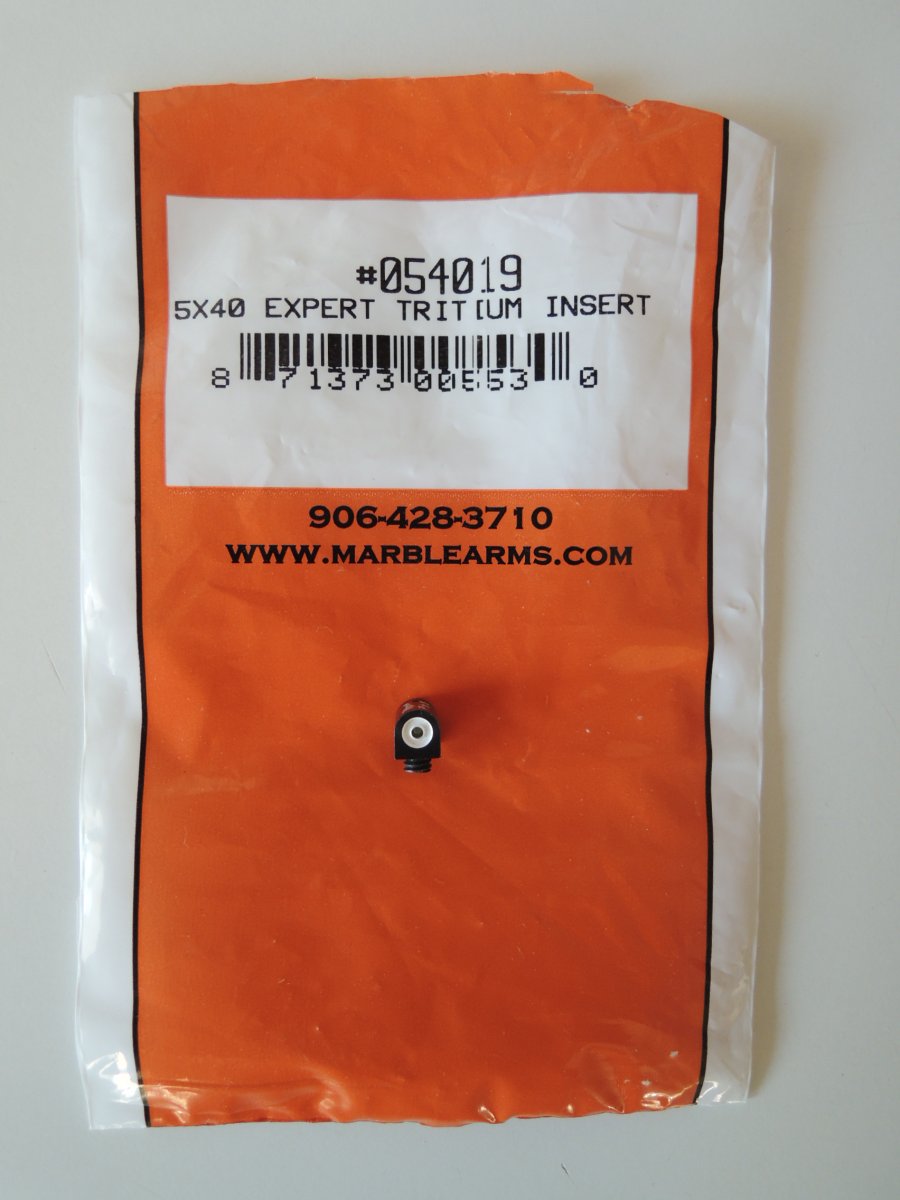 #054019
5X40 EXPERT TRITIUM INSERT
8 71373 00553 0
906-428-3710
WWW.MARBLEARMS.COM